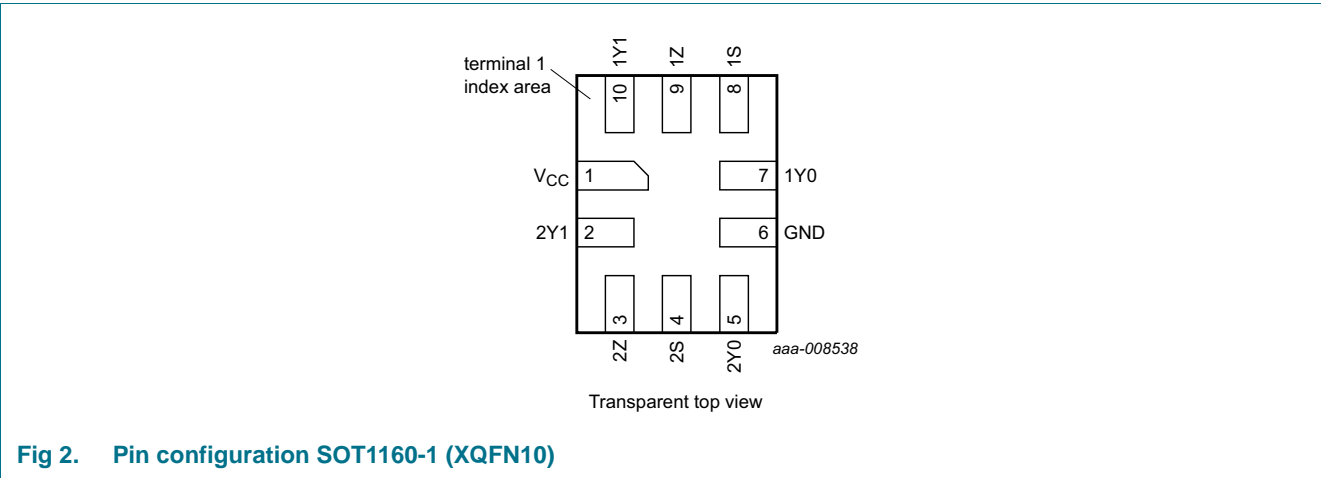 1Y1
1Z
1S
terminal 1
index area
10
9
8
VCC
1
7
1Y0
2Y1
2
6
GND
3
4
5
2Z
2S
2Y0
aaa-008538
Transparent top view
Fig 2. Pin configuration SOT1160-1 (XQFN10)